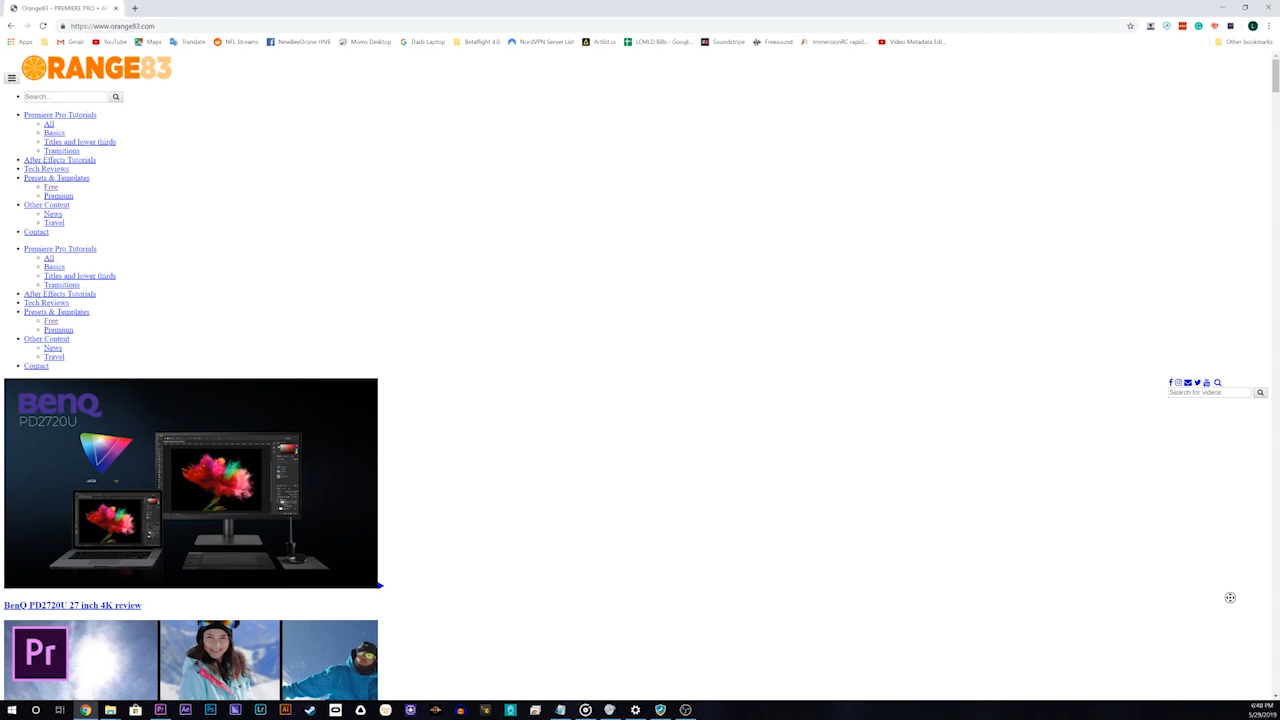 Orange83 – PREMIERE PRO + AF
https://www.orange83.com
Apps
Gmail
YouTube
Maps
Translate
NFL Streams
NewBeeDrone HIVE
Moms Desktop
Dads Laptop
Betaflight 4.0
NordVPN Server List
Artlist.io
LCMLD Bills - Googl...
Soundstripe
Freesound
ImmersionRC rapid...
Video Metadata Edi...
Other bookmarks
ORANGE83
Search...
Premiere Pro Tutorials
All
Basics
Titles and lower thirds
Transitions
After Effects Tutorials
Tech Reviews
Presets & Templates
Free
Premium
Other Content
News
Travel
Contact
Premiere Pro Tutorials
All
Basics
Titles and lower thirds
Transitions
After Effects Tutorials
Tech Reviews
Presets & Templates
Free
Premium
Other Content
News
Travel
Contact
Search for videos
BenQ
PD2720U
BenQ PD2720U 27 inch 4K review
Pr
6:48 PM
5/29/2019